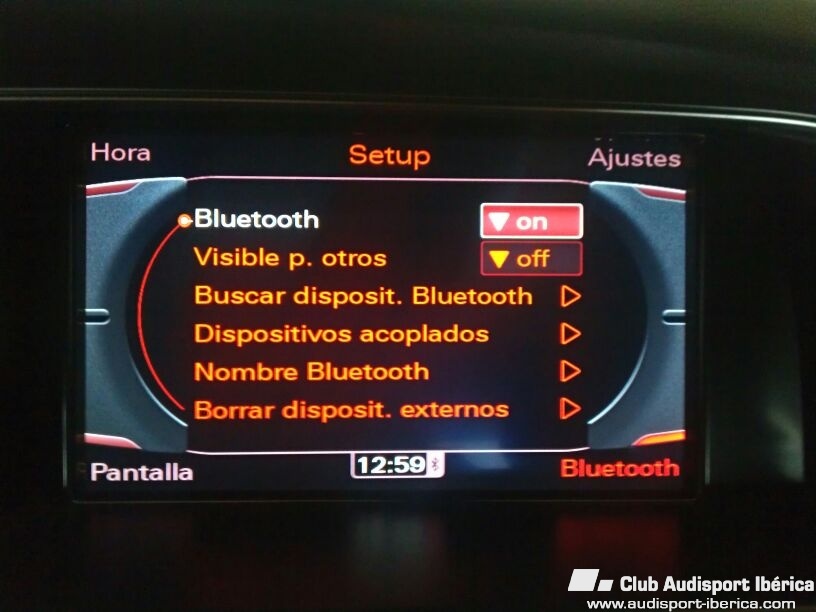 Hora Setup Ajustes
Bluetooth on
Visible p. otros off
Buscar disposit. Bluetooth
Dispositivos acoplados
Nombre Bluetooth
Borrar disposit. externos
Pantalla 12:59 Bluetooth
Club Audisport Ibérica
www.audisport-iberica.com